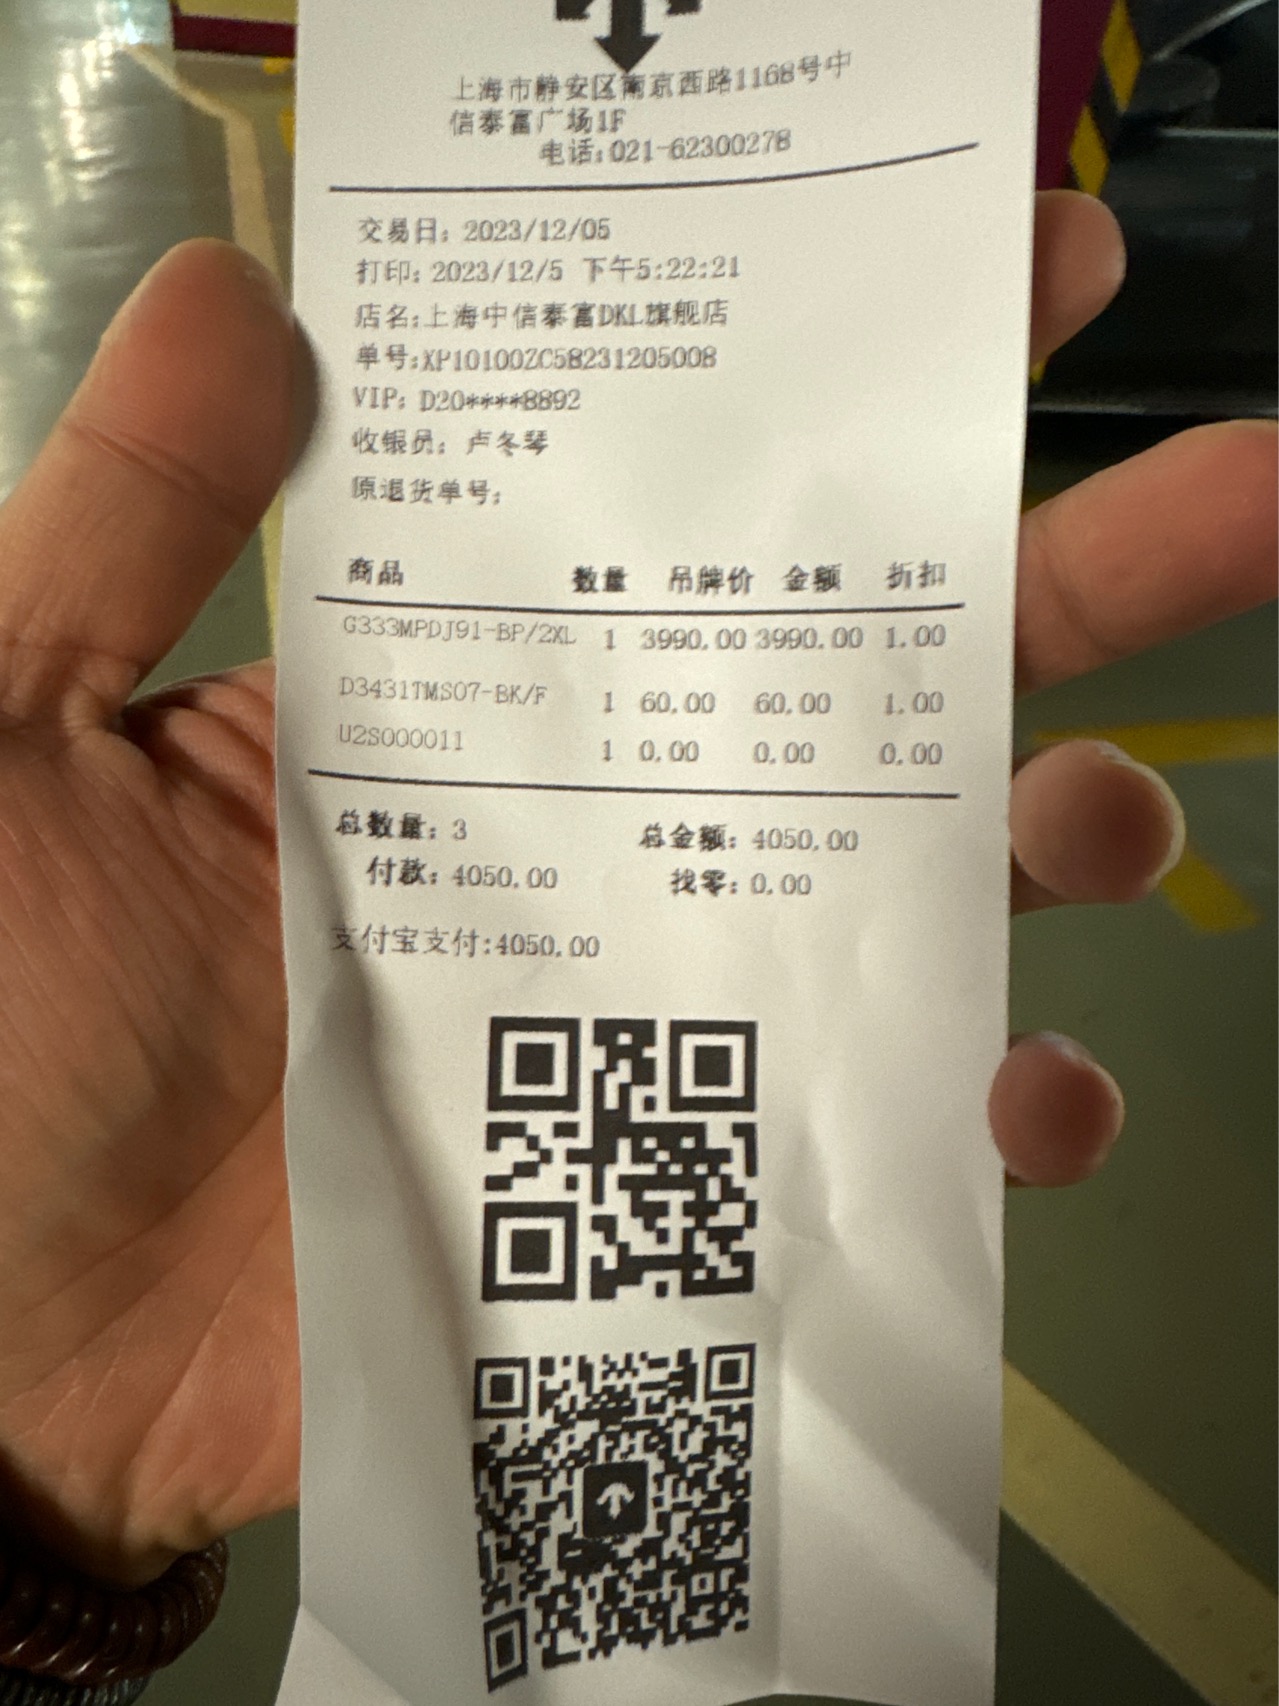 上海市静安区南京西路1168号中
信泰富广场1F
电话:021-62300278
交易日: 2023/12/05
打印: 2023/12/5 下午5:22:21
店名:上海中信泰富DKL旗舰店
单号:XP10100ZC58231205008
VIP: D20****8892
收银员: 卢冬琴
原退货单号:
商品 数量 吊牌价 金额 折扣
G333MPDJ91-BP/2XL 1 3990.00 3990.00 1.00
D3431TMS07-BK/F 1 60.00 60.00 1.00
U2S000011 1 0.00 0.00 0.00
总数量: 3 总金额: 4050.00
付款: 4050.00 找零: 0.00
支付宝支付:4050.00